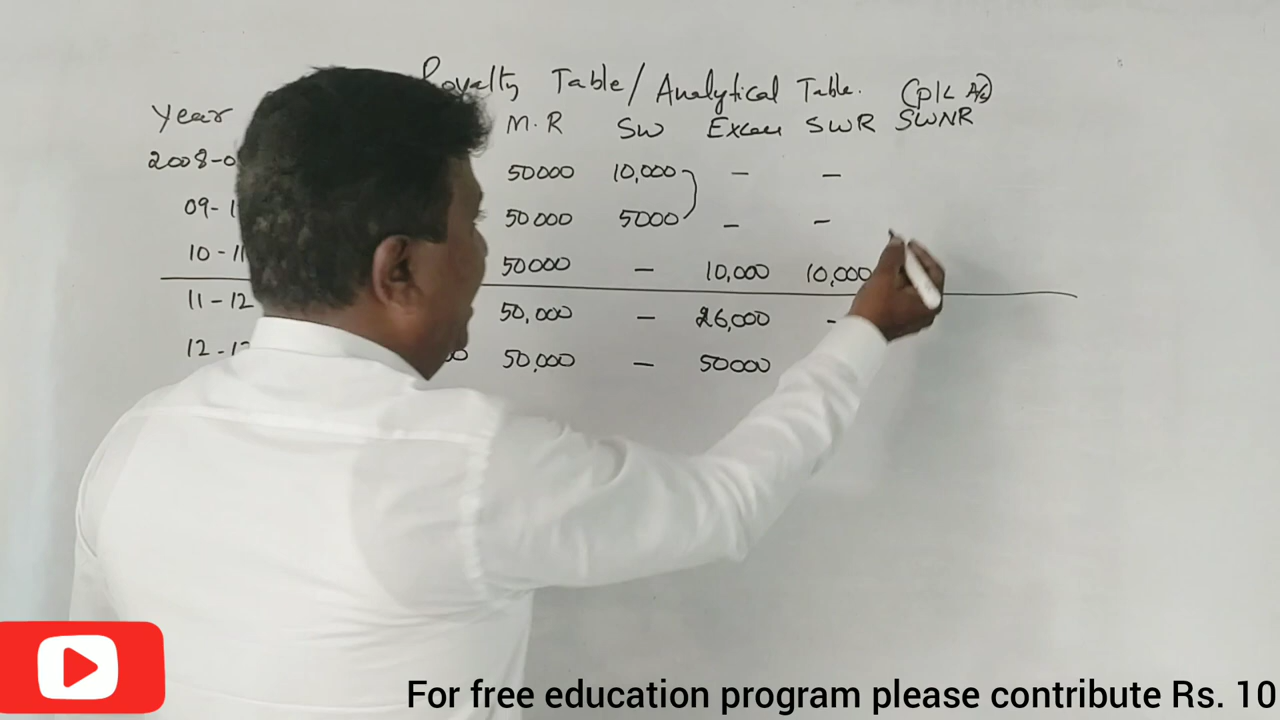 Royalty Table / Analytical Table. (P/L A/c)
Year M.R SW Excess SWR SWNR
2008-0 50000 10,000 – –
09-1 50000 5000 – –
10-11 50000 – 10,000 10,000
11-12 50,000 – 26,000 –
12-1 50,000 – 50000
For free education program please contribute Rs. 10